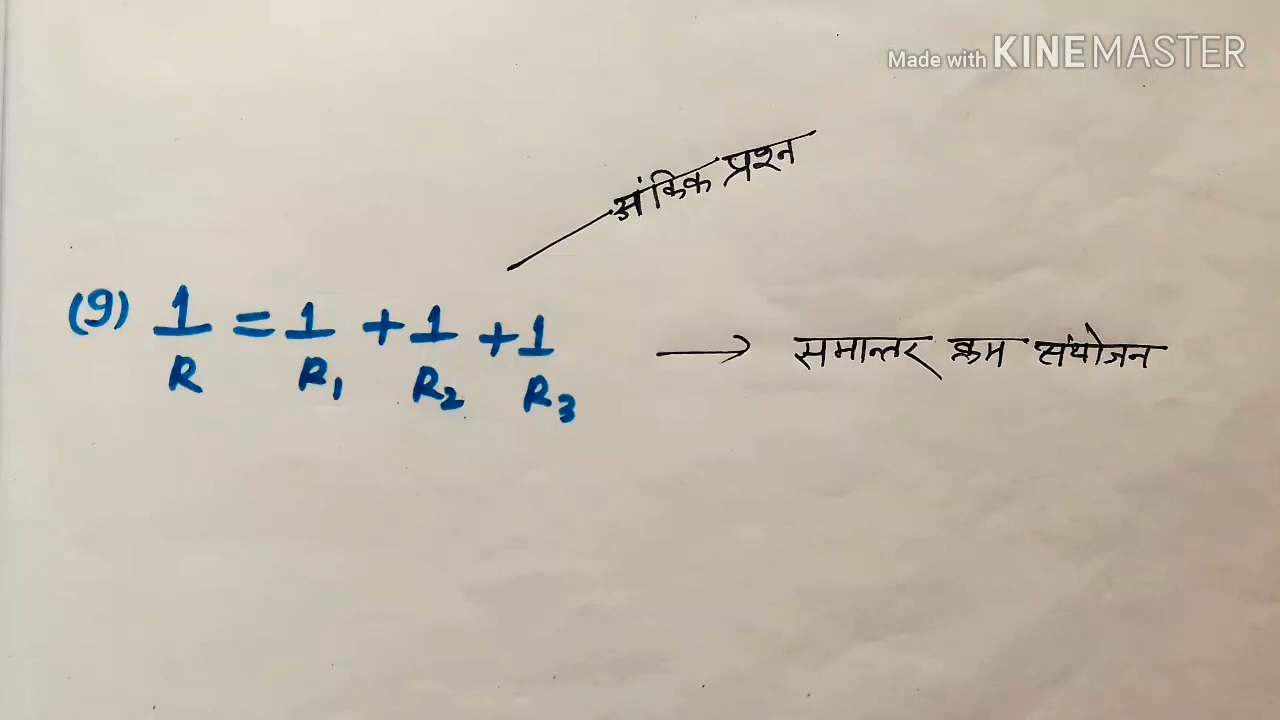 Made with KINEMASTER
आंकिक प्रश्न
(9) 1/R = 1/R₁ + 1/R₂ + 1/R₃ → समान्तर क्रम संयोजन